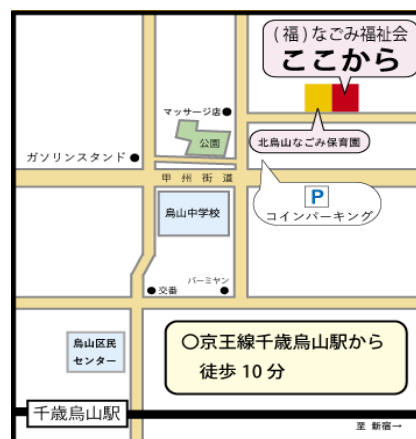 (福)なごみ福祉会
ここから
マッサージ店
公園
北烏山なごみ保育園
ガソリンスタンド
甲州街道
P
コインパーキング
烏山中学校
バーミヤン
交番
烏山区民
センター
〇京王線千歳烏山駅から
徒歩10分
千歳烏山駅
至 新宿→